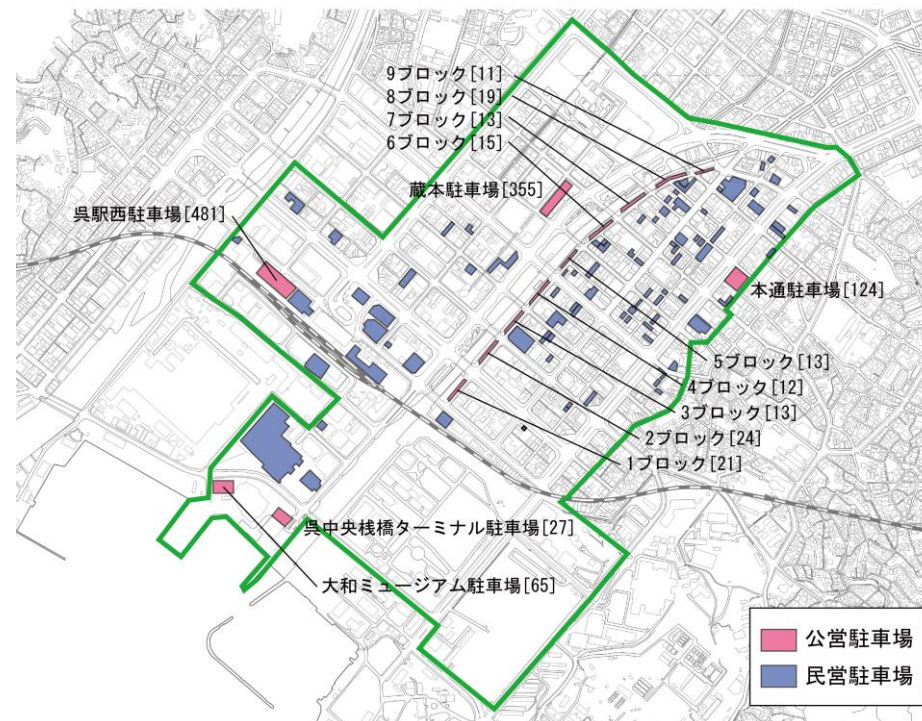 9ブロック[11]
8ブロック[19]
7ブロック[13]
6ブロック[15]
蔵本駐車場[355]
呉駅西駐車場[481]
本通駐車場[124]
5ブロック[13]
4ブロック[12]
3ブロック[13]
2ブロック[24]
1ブロック[21]
呉中央桟橋ターミナル駐車場[27]
大和ミュージアム駐車場[65]
公営駐車場
民営駐車場